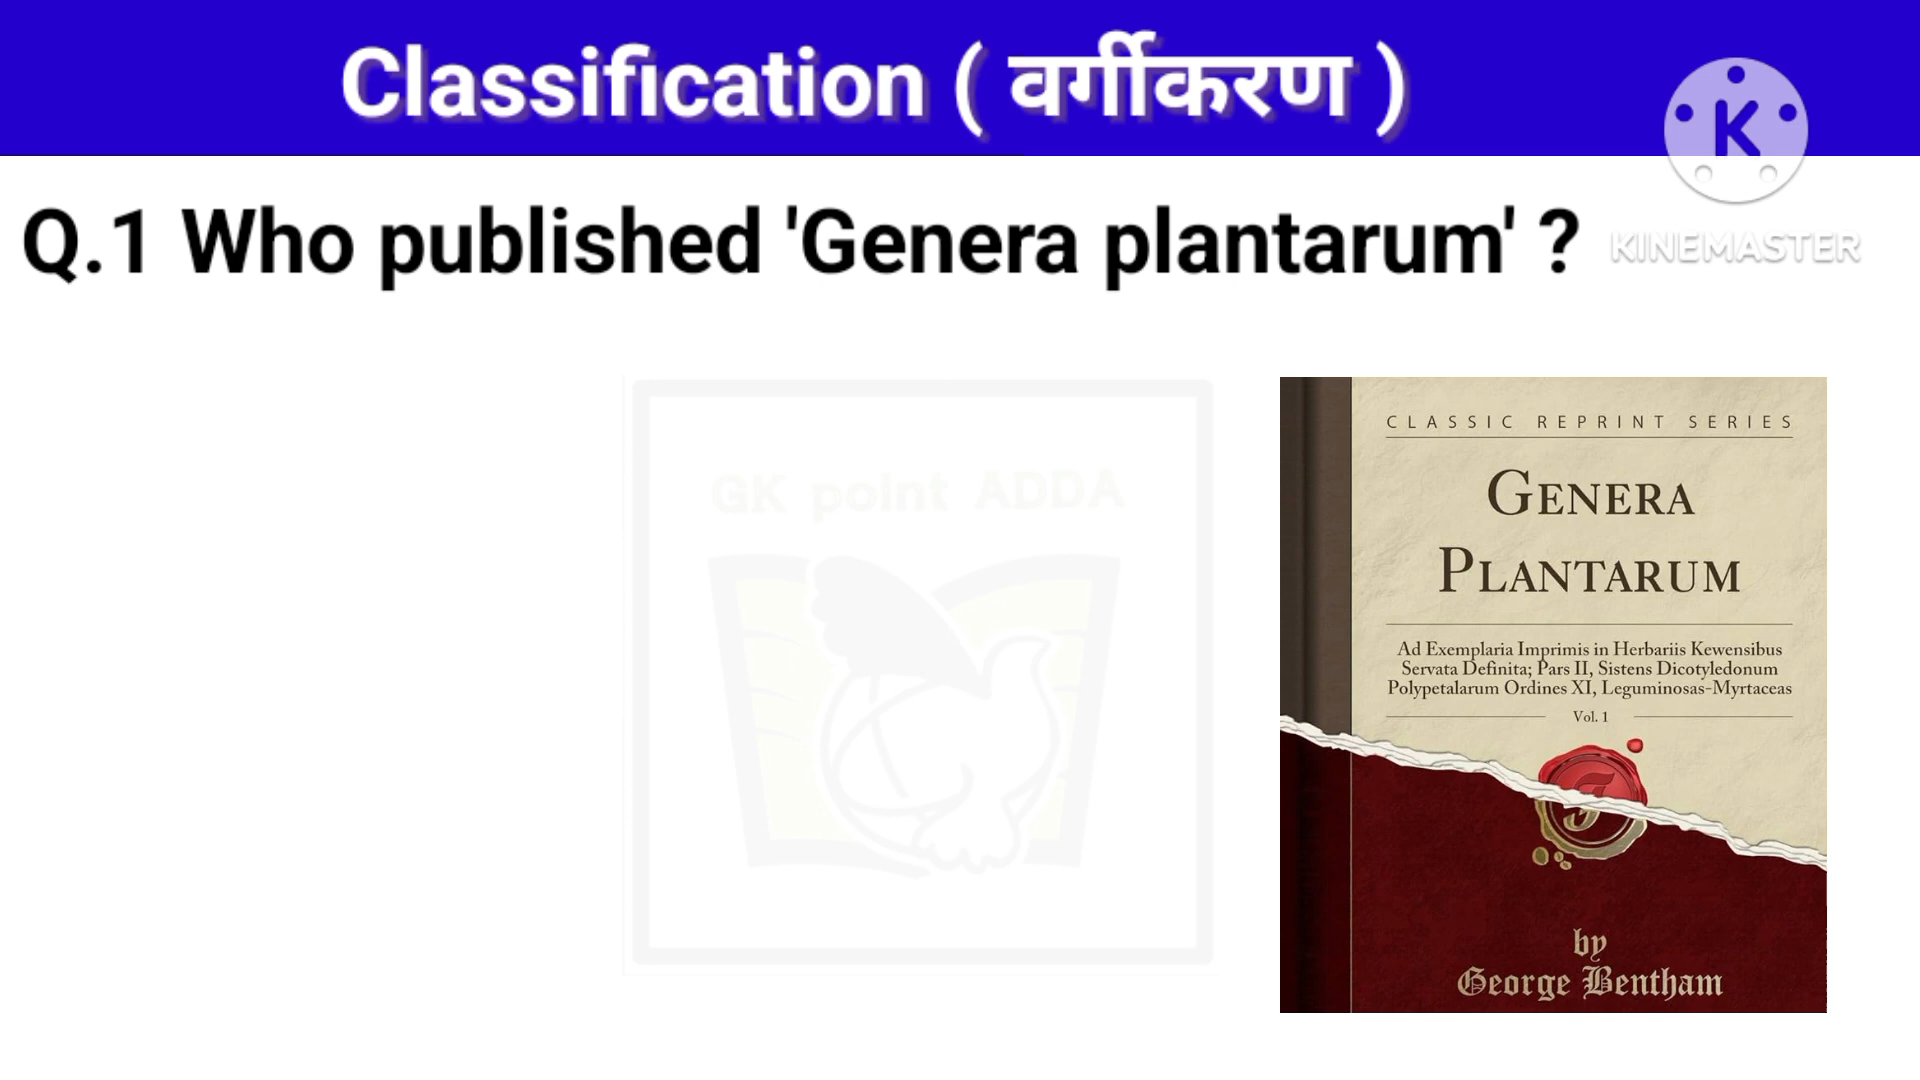 Classification ( वर्गीकरण )
K
KINEMASTER
Q.1 Who published 'Genera plantarum' ?
GK point ADDA
CLASSIC REPRINT SERIES
GENERA
PLANTARUM
Ad Exemplaria Imprimis in Herbariis Kewensibus
Servata Definita; Pars II, Sistens Dicotyledonum
Polypetalarum Ordines XI, Leguminosas-Myrtaceas
Vol. 1
by
George Bentham